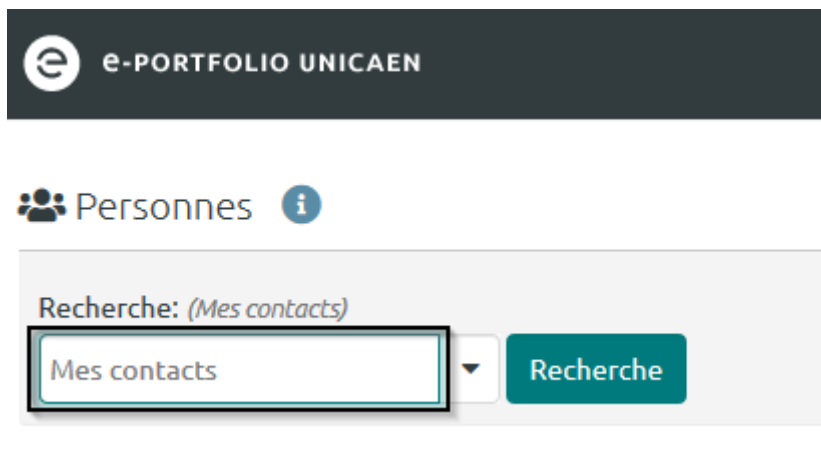 e-PORTFOLIO UNICAEN
Personnes
Recherche: (Mes contacts)
Mes contacts
Recherche